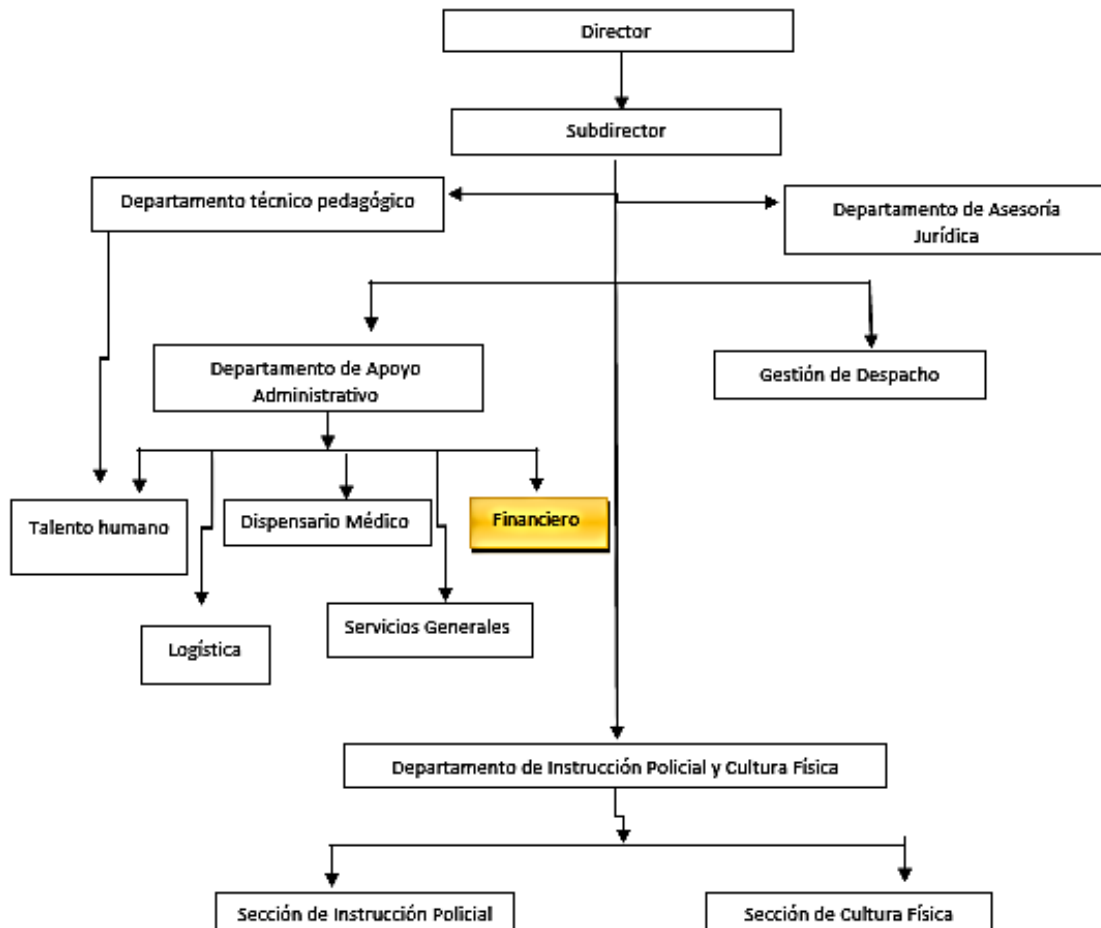 Director
Subdirector
Departamento técnico pedagógico
Departamento de Asesoría
Jurídica
Departamento de Apoyo
Administrativo
Gestión de Despacho
Talento humano
Dispensario Médico
Financiero
Logística
Servicios Generales
Departamento de Instrucción Policial y Cultura Física
Sección de Instrucción Policial
Sección de Cultura Física